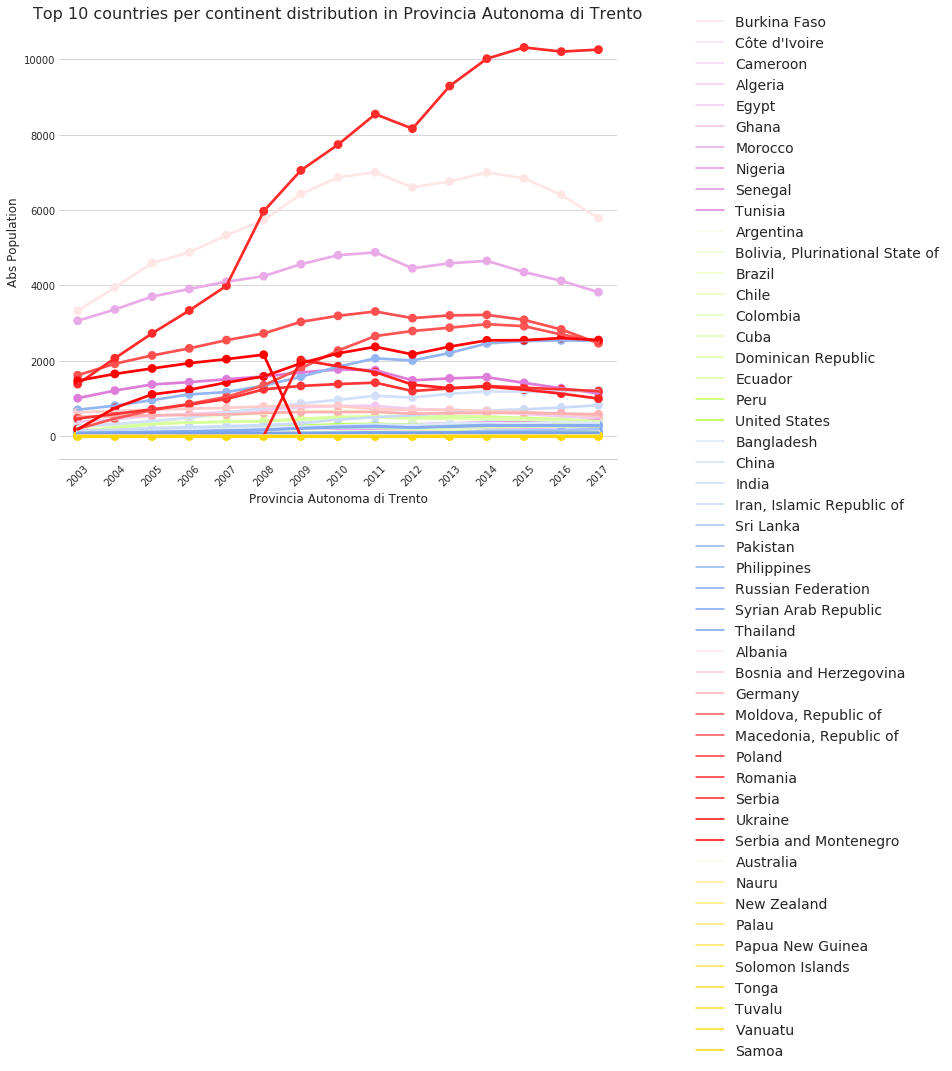 Top 10 countries per continent distribution in Provincia Autonoma di Trento
Abs Population
10000
8000
6000
4000
2000
0
2003
2004
2005
2006
2007
2008
2009
2010
2011
2012
2013
2014
2015
2016
2017
Provincia Autonoma di Trento
Burkina Faso
Côte d'Ivoire
Cameroon
Algeria
Egypt
Ghana
Morocco
Nigeria
Senegal
Tunisia
Argentina
Bolivia, Plurinational State of
Brazil
Chile
Colombia
Cuba
Dominican Republic
Ecuador
Peru
United States
Bangladesh
China
India
Iran, Islamic Republic of
Sri Lanka
Pakistan
Philippines
Russian Federation
Syrian Arab Republic
Thailand
Albania
Bosnia and Herzegovina
Germany
Moldova, Republic of
Macedonia, Republic of
Poland
Romania
Serbia
Ukraine
Serbia and Montenegro
Australia
Nauru
New Zealand
Palau
Papua New Guinea
Solomon Islands
Tonga
Tuvalu
Vanuatu
Samoa